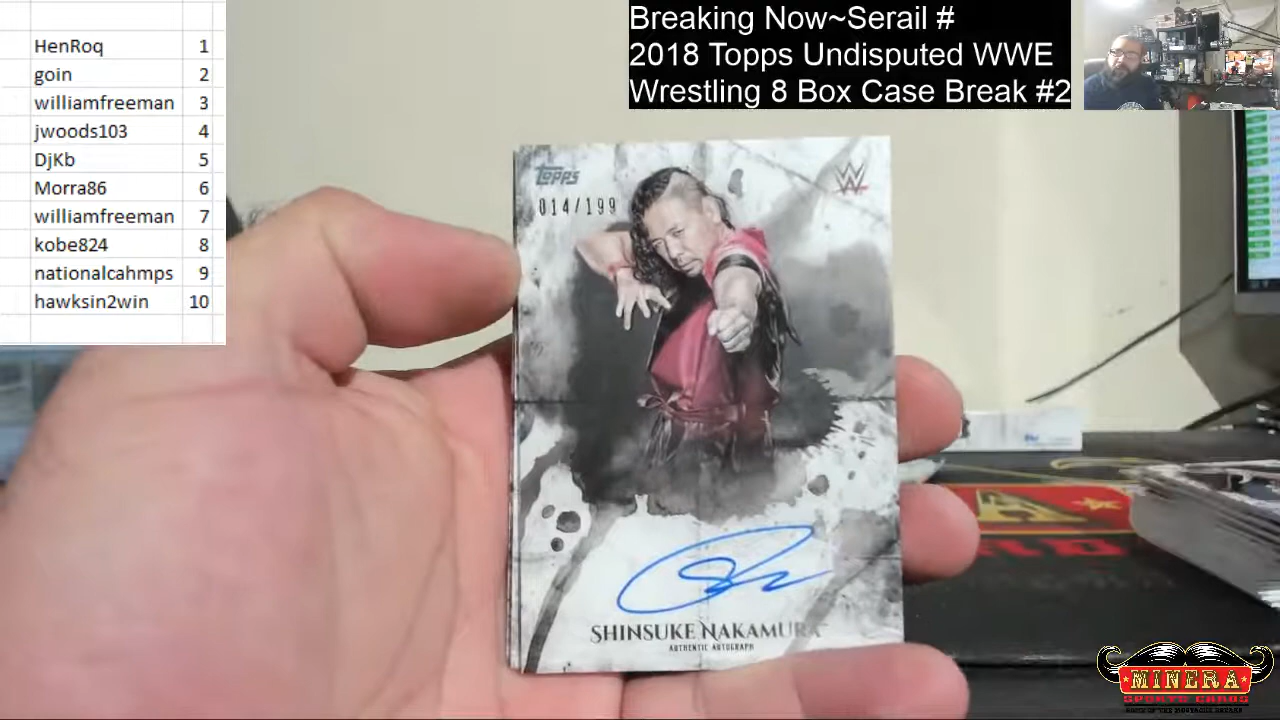 HenRoq 1
goin 2
williamfreeman 3
jwoods103 4
DjKb 5
Morra86 6
williamfreeman 7
kobe824 8
nationalcahmps 9
hawksin2win 10
Breaking Now~Serail #
2018 Topps Undisputed WWE
Wrestling 8 Box Case Break #2
topps
W
014/199
SHINSUKE NAKAMURA
AUTHENTIC AUTOGRAPH
MINERA
SPORTS CARDS